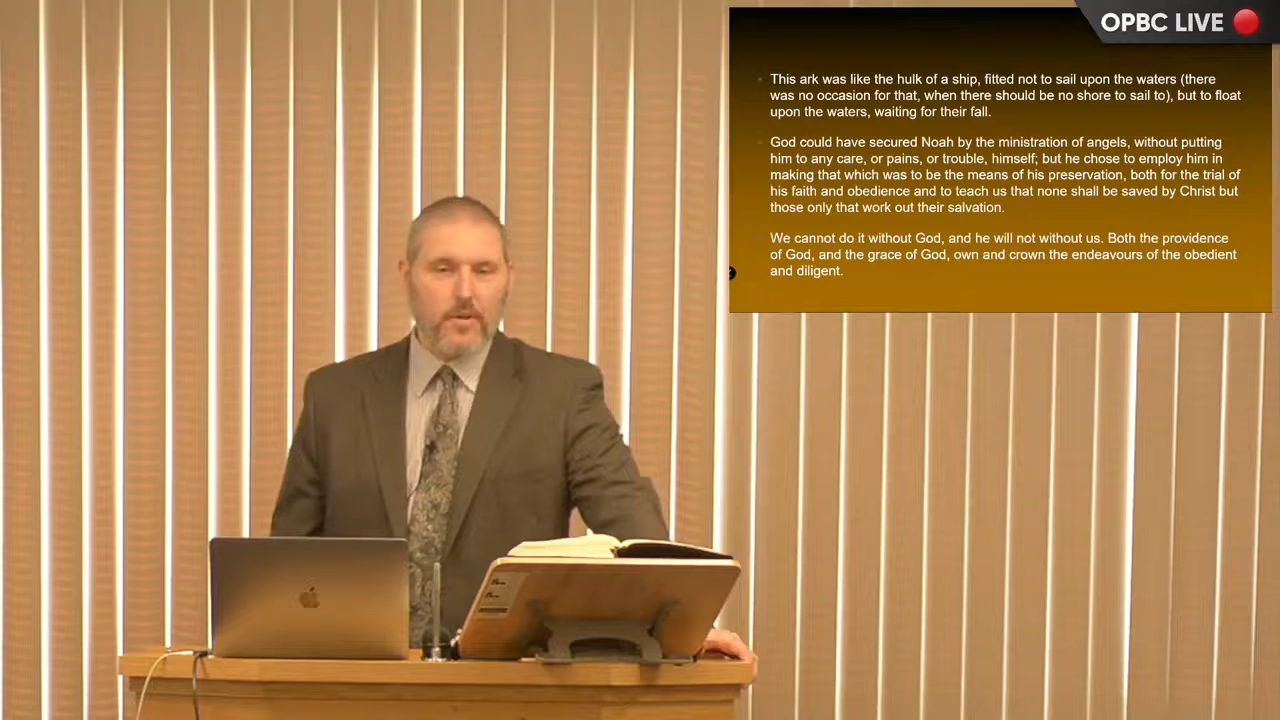 OPBC LIVE
This ark was like the hulk of a ship, fitted not to sail upon the waters (there
was no occasion for that, when there should be no shore to sail to), but to float
upon the waters, waiting for their fall.
God could have secured Noah by the ministration of angels, without putting
him to any care, or pains, or trouble, himself; but he chose to employ him in
making that which was to be the means of his preservation, both for the trial of
his faith and obedience and to teach us that none shall be saved by Christ but
those only that work out their salvation.
We cannot do it without God, and he will not without us. Both the providence
of God, and the grace of God, own and crown the endeavours of the obedient
and diligent.